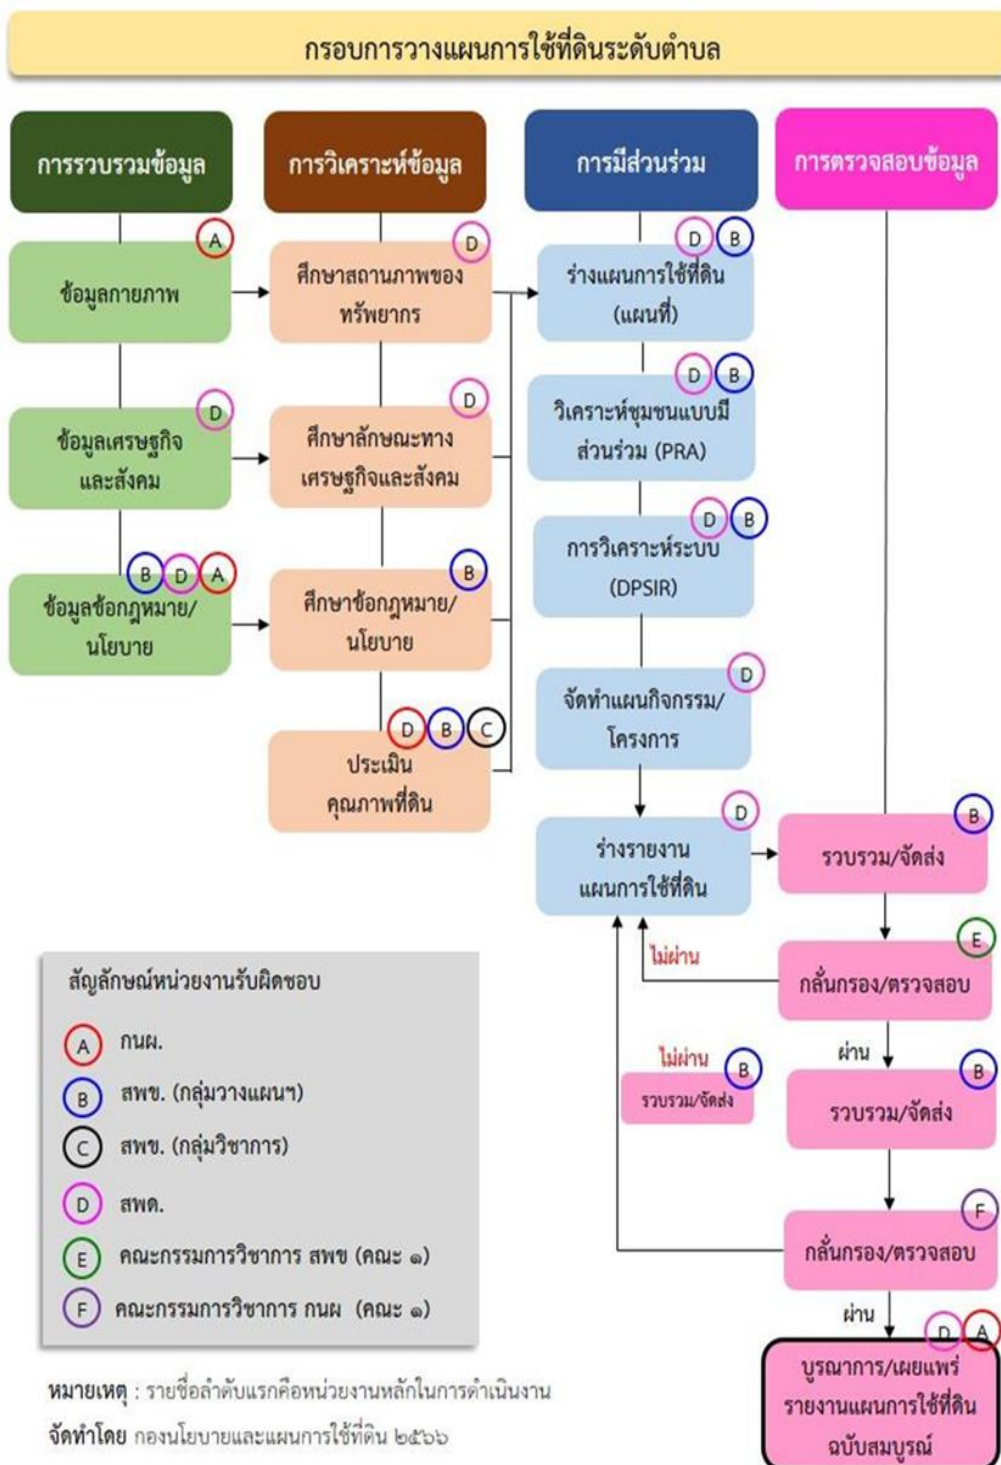 กรอบการวางแผนการใช้ที่ดินระดับตำบล
การรวบรวมข้อมูล
A
ข้อมูลกายภาพ
D
ข้อมูลเศรษฐกิจ
และสังคม
B D A
ข้อมูลข้อกฎหมาย/
นโยบาย
การวิเคราะห์ข้อมูล
D
ศึกษาสถานภาพของ
ทรัพยากร
D
ศึกษาลักษณะทาง
เศรษฐกิจและสังคม
B
ศึกษาข้อกฎหมาย/
นโยบาย
D B C
ประเมิน
คุณภาพที่ดิน
การมีส่วนร่วม
D B
ร่างแผนการใช้ที่ดิน
(แผนที่)
D B
วิเคราะห์ชุมชนแบบมี
ส่วนร่วม (PRA)
D B
การวิเคราะห์ระบบ
(DPSIR)
D
จัดทำแผนกิจกรรม/
โครงการ
D
ร่างรายงาน
แผนการใช้ที่ดิน
การตรวจสอบข้อมูล
B
รวบรวม/จัดส่ง
E
กลั่นกรอง/ตรวจสอบ
ไม่ผ่าน
ผ่าน
B
รวบรวม/จัดส่ง
ไม่ผ่าน
B
รวบรวม/จัดส่ง
F
กลั่นกรอง/ตรวจสอบ
ผ่าน
D A
บูรณาการ/เผยแพร่
รายงานแผนการใช้ที่ดิน
ฉบับสมบูรณ์
สัญลักษณ์หน่วยงานรับผิดชอบ
A กนผ.
B สพข. (กลุ่มวางแผนฯ)
C สพข. (กลุ่มวิชาการ)
D สพด.
E คณะกรรมการวิชาการ สพข (คณะ ๑)
F คณะกรรมการวิชาการ กนผ (คณะ ๑)
หมายเหตุ : รายชื่อลำดับแรกคือหน่วยงานหลักในการดำเนินงาน
จัดทำโดย กองนโยบายและแผนการใช้ที่ดิน ๒๕๖๖